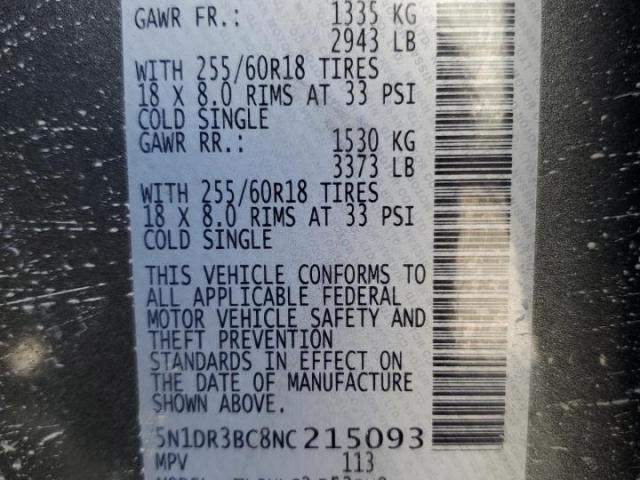 GAWR FR.: 1335 KG
2943 LB
WITH 255/60R18 TIRES
18 X 8.0 RIMS AT 33 PSI
COLD SINGLE
GAWR RR.: 1530 KG
3373 LB
WITH 255/60R18 TIRES
18 X 8.0 RIMS AT 33 PSI
COLD SINGLE
THIS VEHICLE CONFORMS TO
ALL APPLICABLE FEDERAL
MOTOR VEHICLE SAFETY AND
THEFT PREVENTION
STANDARDS IN EFFECT ON
THE DATE OF MANUFACTURE
SHOWN ABOVE.
5N1DR3BC8NC215093
MPV 113